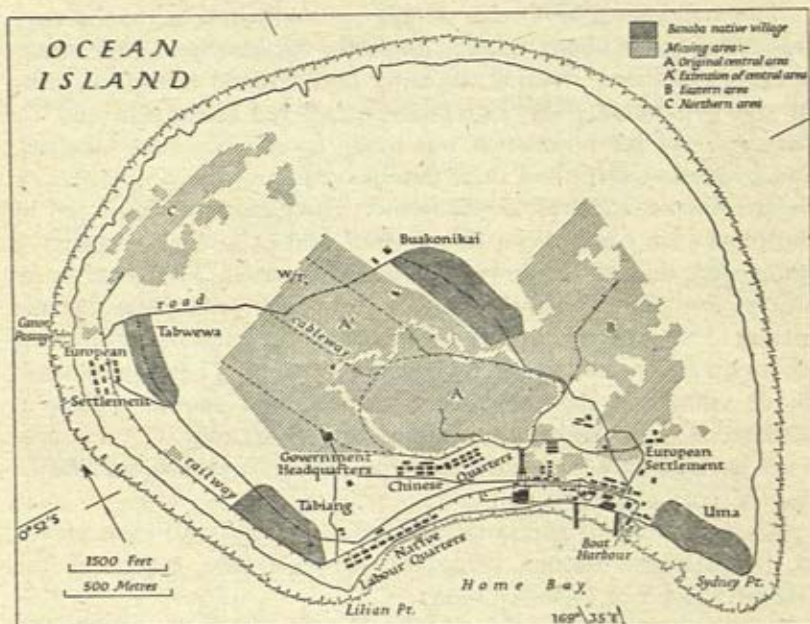 OCEAN
ISLAND
Banaba native village
Mining area:-
A Original central area
A' Extension of central area
B Eastern area
C Northern area
C
Buakonikai
W/T.
road
A'
cableway
B
Canoe
Passage
Tabwewa
European
Settlement
A
railway
Government
Headquarters
Chinese Quarters
European
Settlement
Tabiang
Native
Labour Quarters
Uma
Boat
Harbour
0°52'S
1500 Feet
500 Metres
Home Bay
Sydney Pt.
Lilian Pt.
169° 35'E